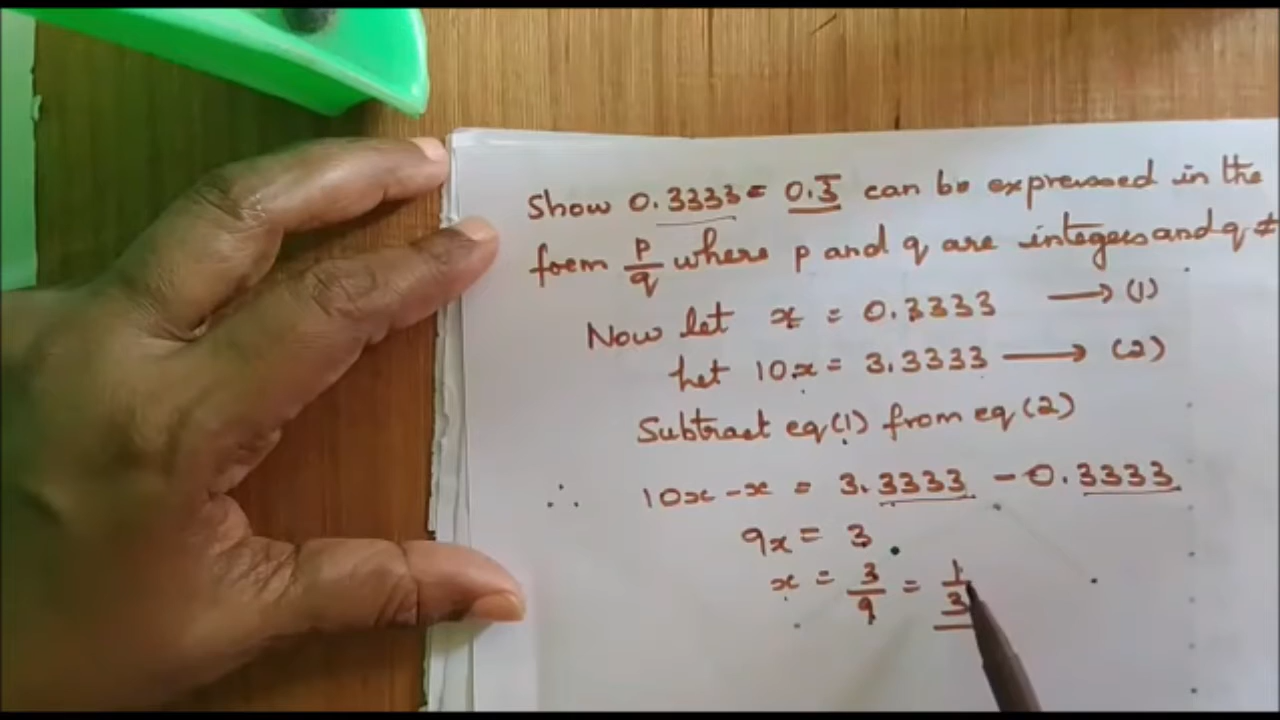 Show 0.3333 = 0.3̅ can be expressed in the
form p/q where p and q are integers and q ≠
Now let x = 0.3333 → (1)
het 10x = 3.3333 → (2)
Subtract eq(1) from eq(2)
∴ 10x - x = 3.3333 - 0.3333
9x = 3
x = 3/9 = 1/3